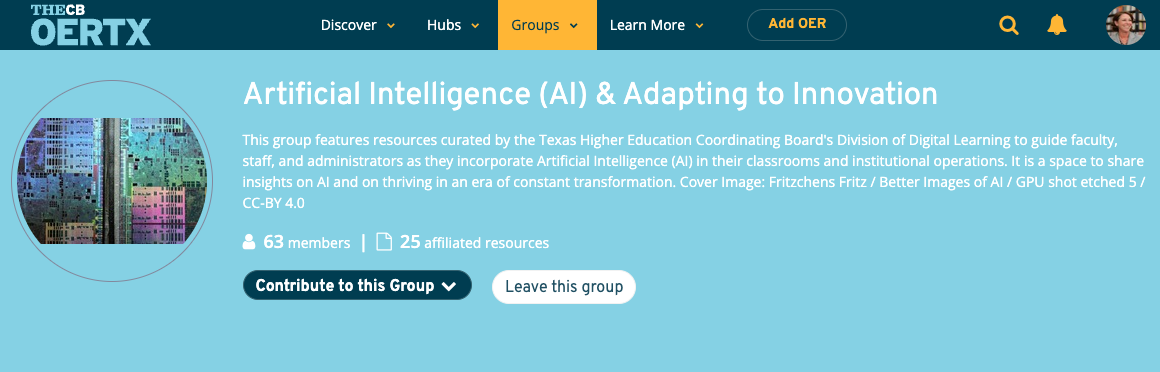 THECB
OERTX
Discover
Hubs
Groups
Learn More
Add OER
Artificial Intelligence (AI) & Adapting to Innovation
This group features resources curated by the Texas Higher Education Coordinating Board's Division of Digital Learning to guide faculty,
staff, and administrators as they incorporate Artificial Intelligence (AI) in their classrooms and institutional operations. It is a space to share
insights on AI and on thriving in an era of constant transformation. Cover Image: Fritzchens Fritz / Better Images of AI / GPU shot etched 5 /
CC-BY 4.0
63 members | 25 affiliated resources
Contribute to this Group
Leave this group